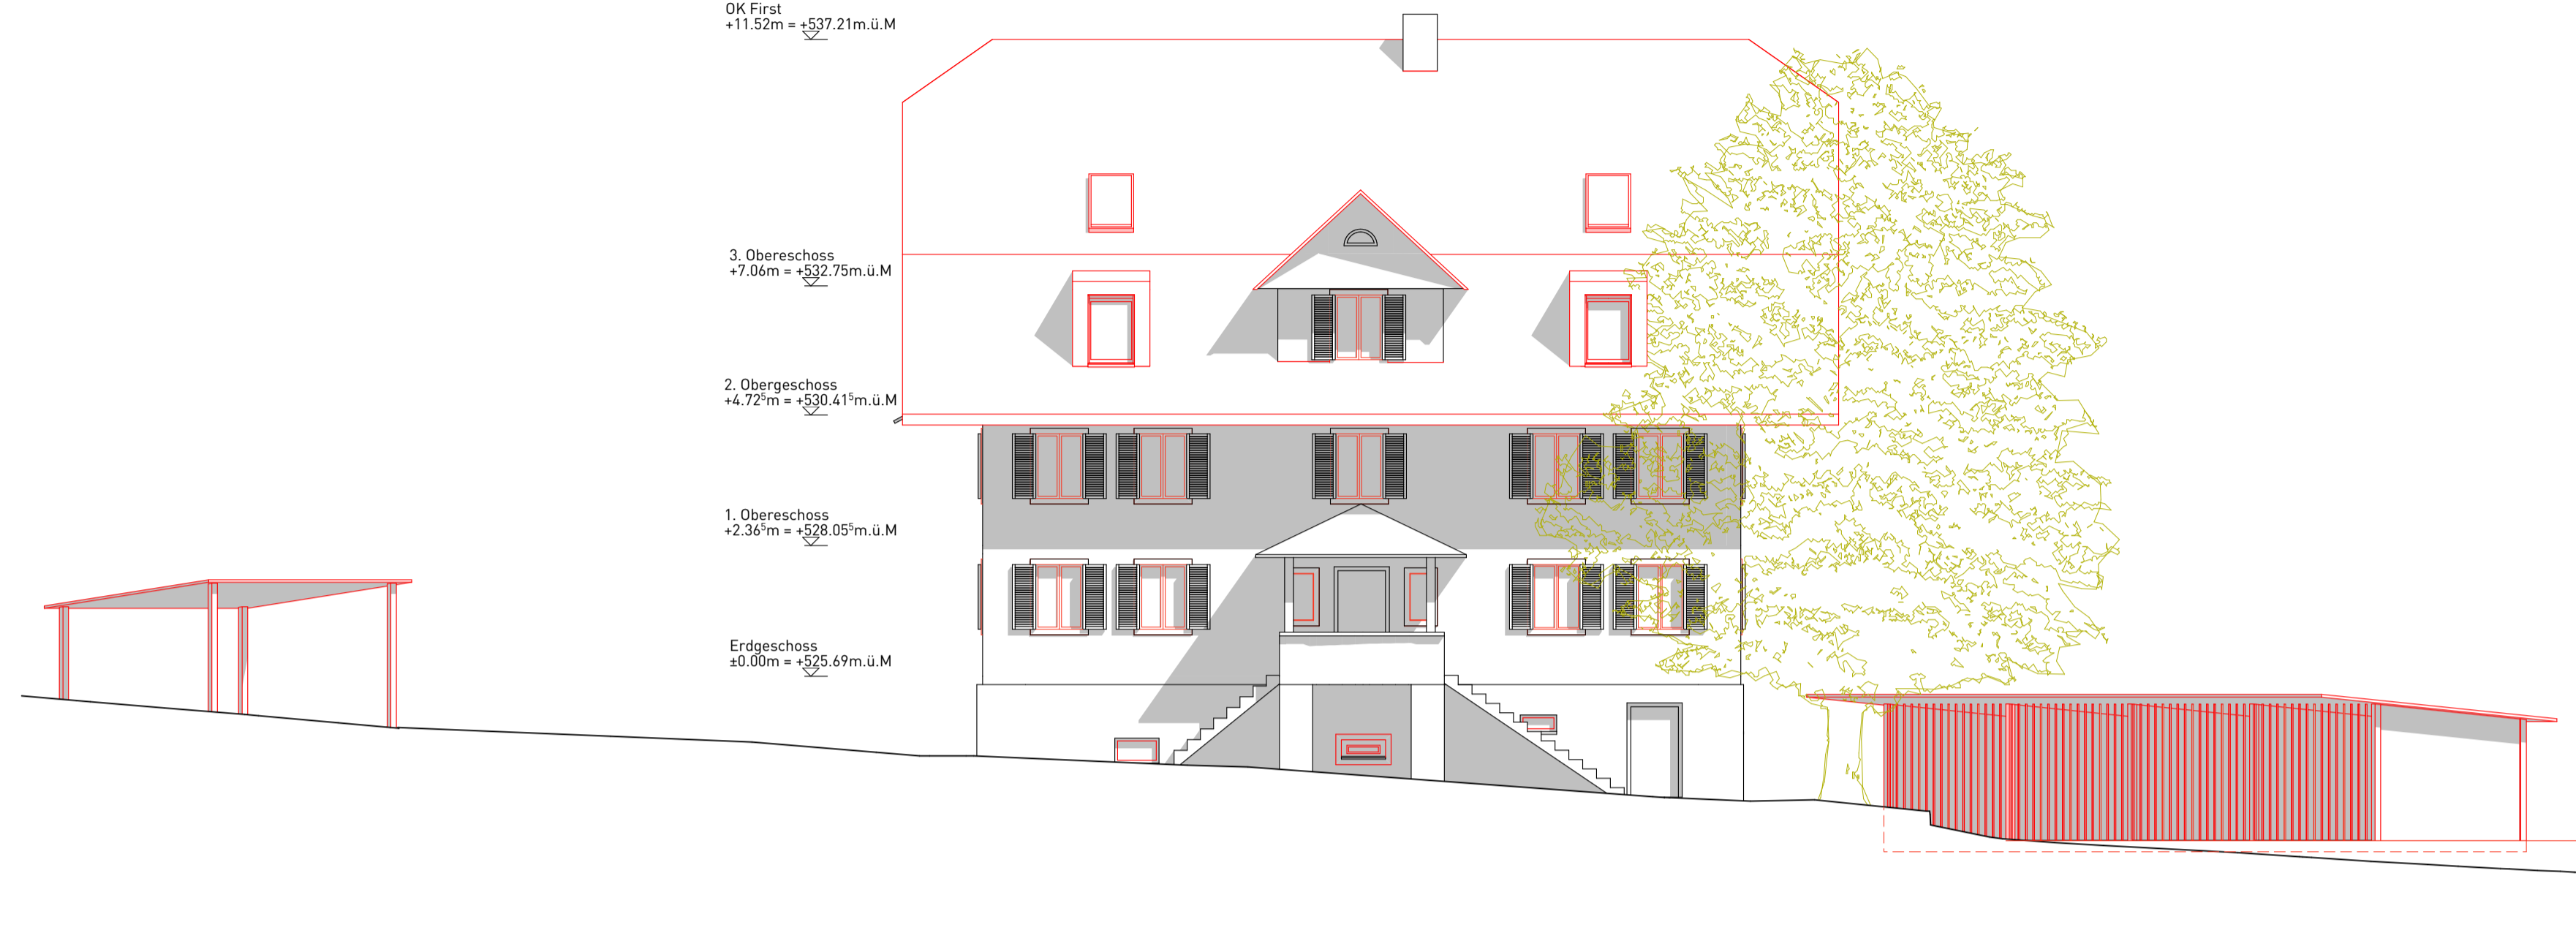 OK First
+11.52m = +537.21m.ü.M
3. Obereschoss
+7.06m = +532.75m.ü.M
2. Obergeschoss
+4.72⁵m = +530.41⁵m.ü.M
1. Obereschoss
+2.36⁵m = +528.05⁵m.ü.M
Erdgeschoss
±0.00m = +525.69m.ü.M